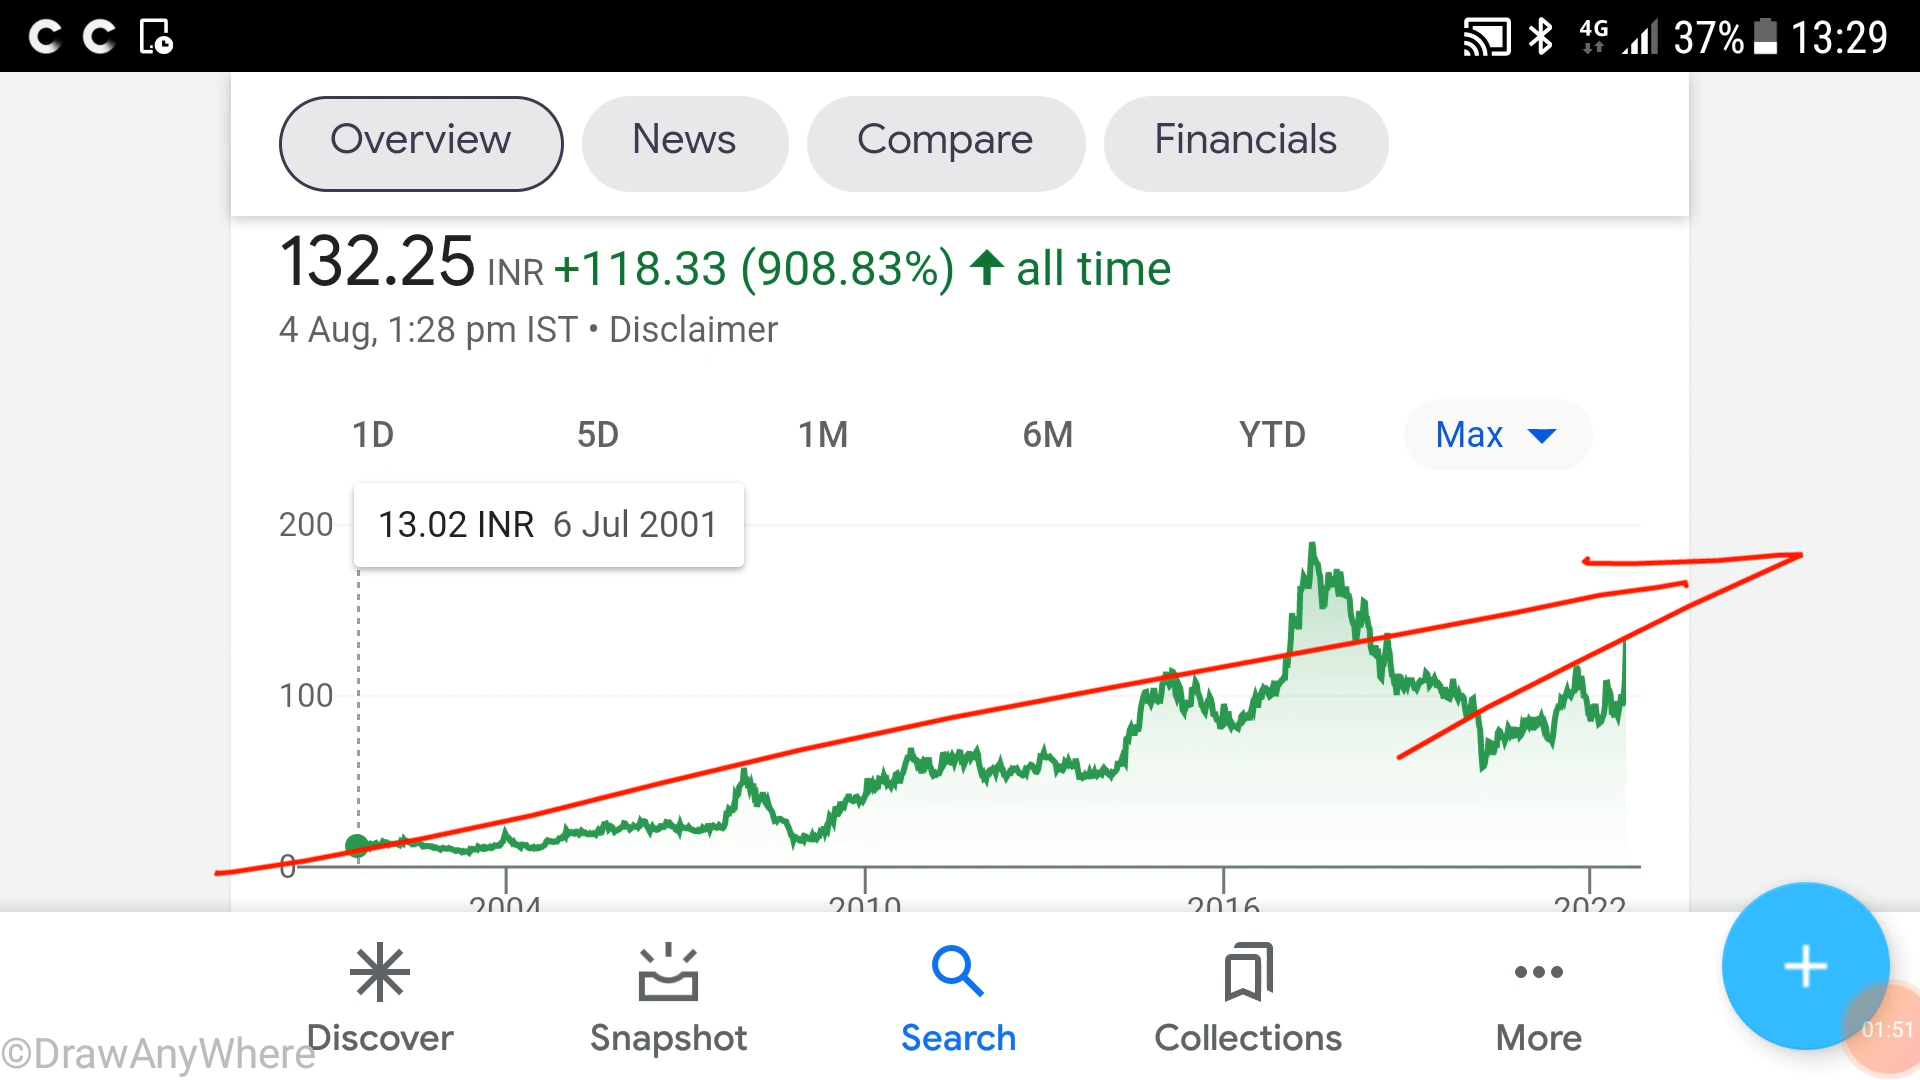 4G 37% 13:29
Overview News Compare Financials
132.25 INR +118.33 (908.83%) all time
4 Aug, 1:28 pm IST • Disclaimer
1D 5D 1M 6M YTD Max
200
13.02 INR 6 Jul 2001
100
0
2004 2010 2016 2022
Discover Snapshot Search Collections More
01:51
©DrawAnyWhere